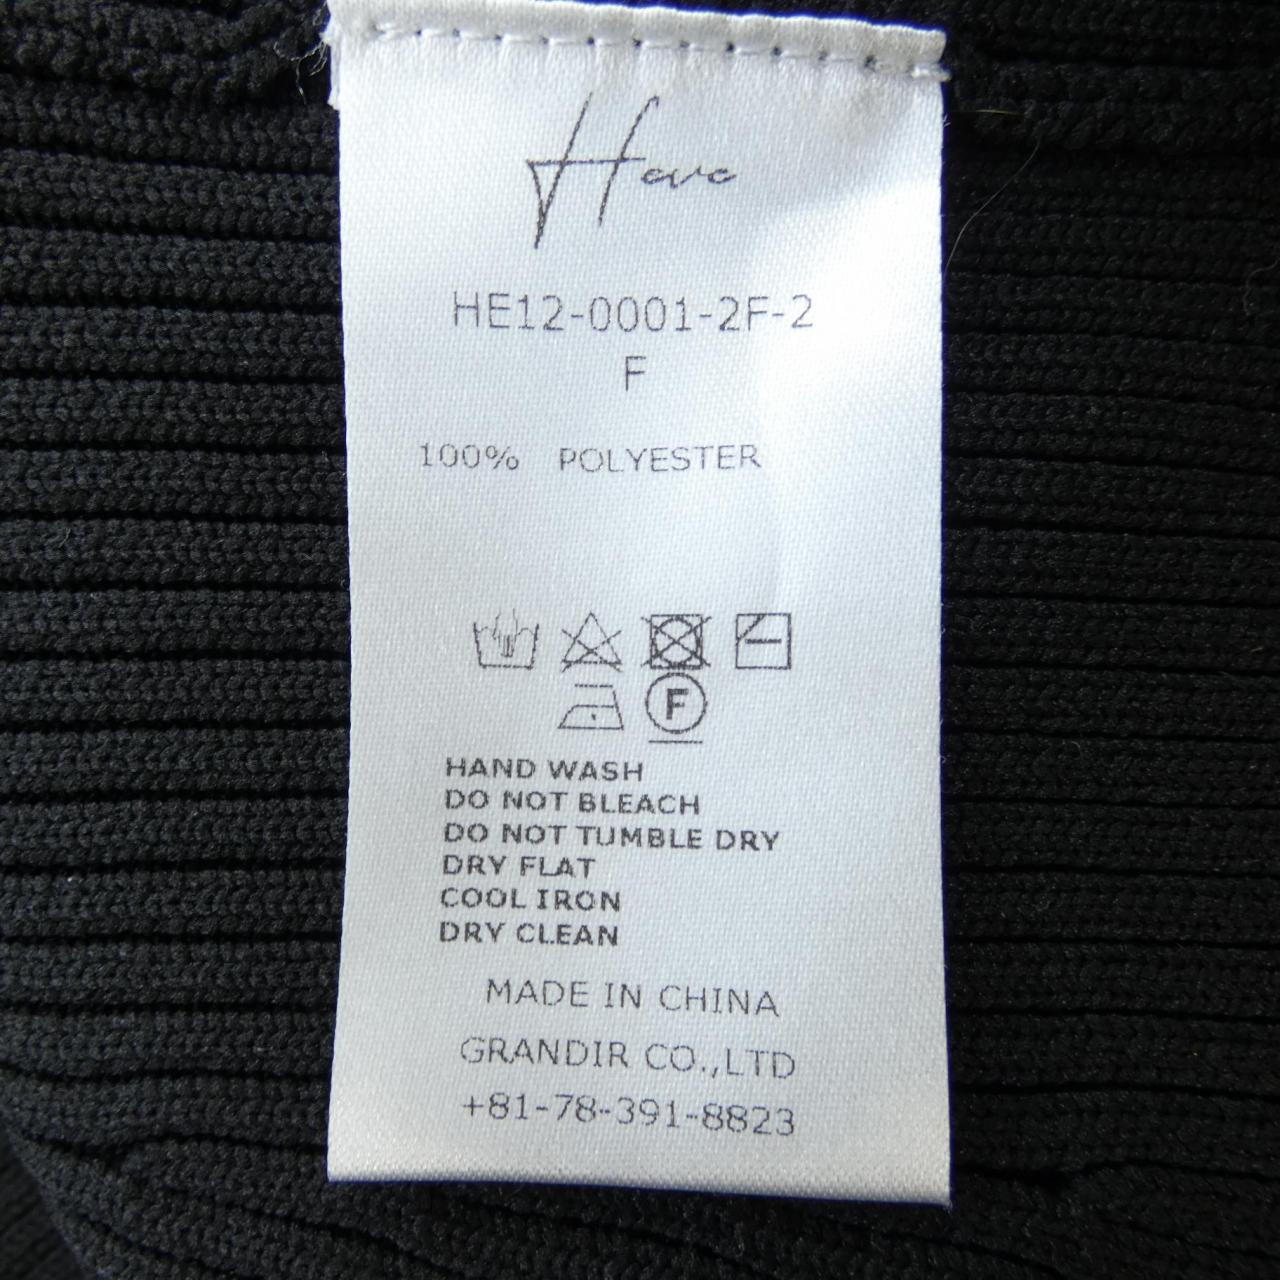 Heve
HE12-0001-2F-2
F
100% POLYESTER
F
HAND WASH
DO NOT BLEACH
DO NOT TUMBLE DRY
DRY FLAT
COOL IRON
DRY CLEAN
MADE IN CHINA
GRANDIR CO.,LTD
+81-78-391-8823